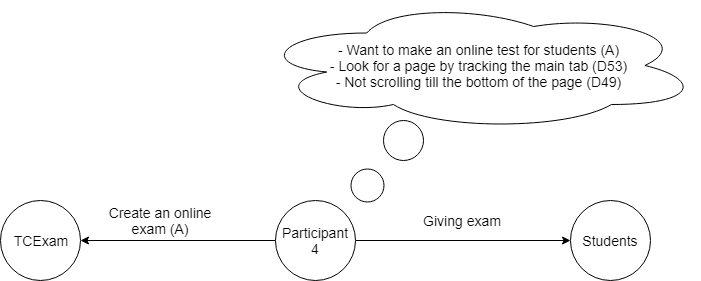 - Want to make an online test for students (A)
- Look for a page by tracking the main tab (D53)
- Not scrolling till the bottom of the page (D49)
Create an online
exam (A)
Giving exam
TCExam
Participant
4
Students